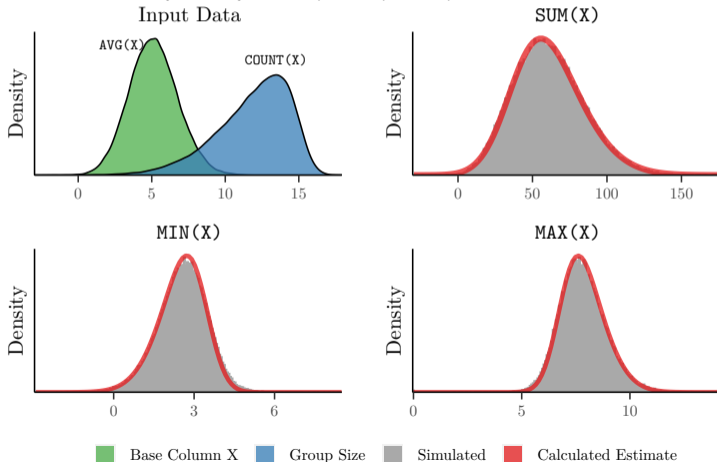 Input Data
SUM(X)
AVG(X)
COUNT(X)
Density
Density
0 5 10 15
0 50 100 150
MIN(X)
MAX(X)
Density
Density
0 3 6
0 5 10
Base Column X Group Size Simulated Calculated Estimate